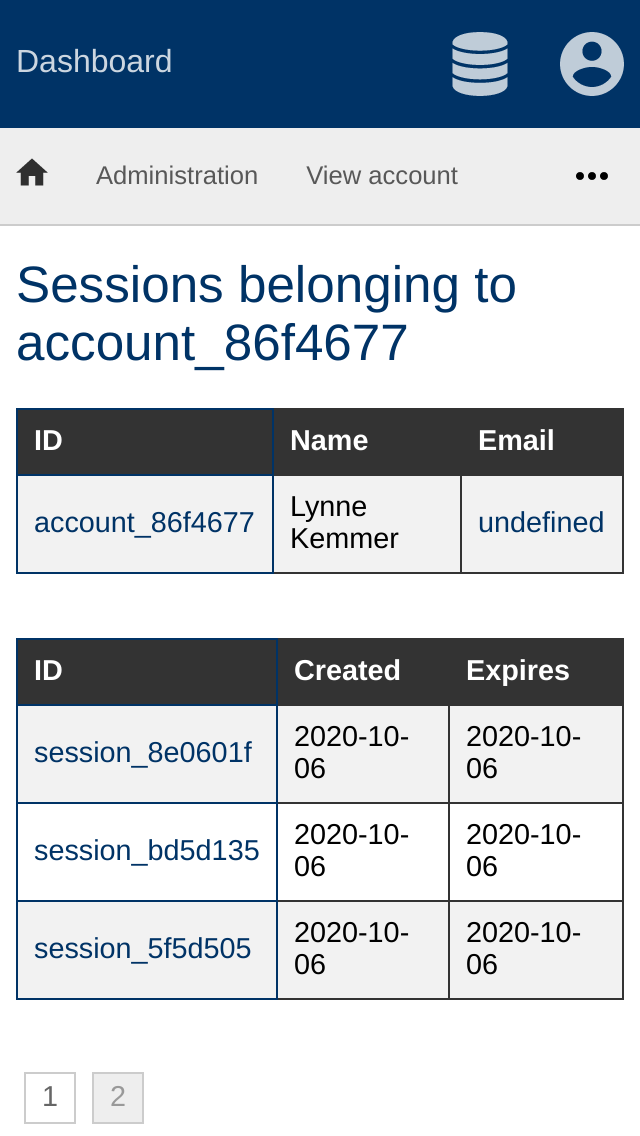 Dashboard
Administration View account
Sessions belonging to
account_86f4677
ID Name Email
account_86f4677 Lynne Kemmer undefined
ID Created Expires
session_8e0601f 2020-10-06 2020-10-06
session_bd5d135 2020-10-06 2020-10-06
session_5f5d505 2020-10-06 2020-10-06
1 2